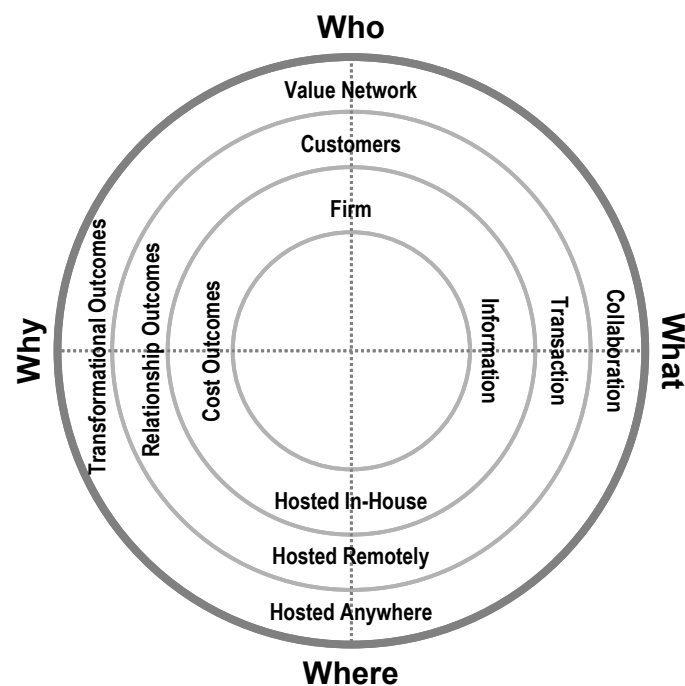 Who
Value Network
Customers
Firm
Why
Transformational Outcomes
Relationship Outcomes
Cost Outcomes
Information
Transaction
Collaboration
What
Hosted In-House
Hosted Remotely
Hosted Anywhere
Where